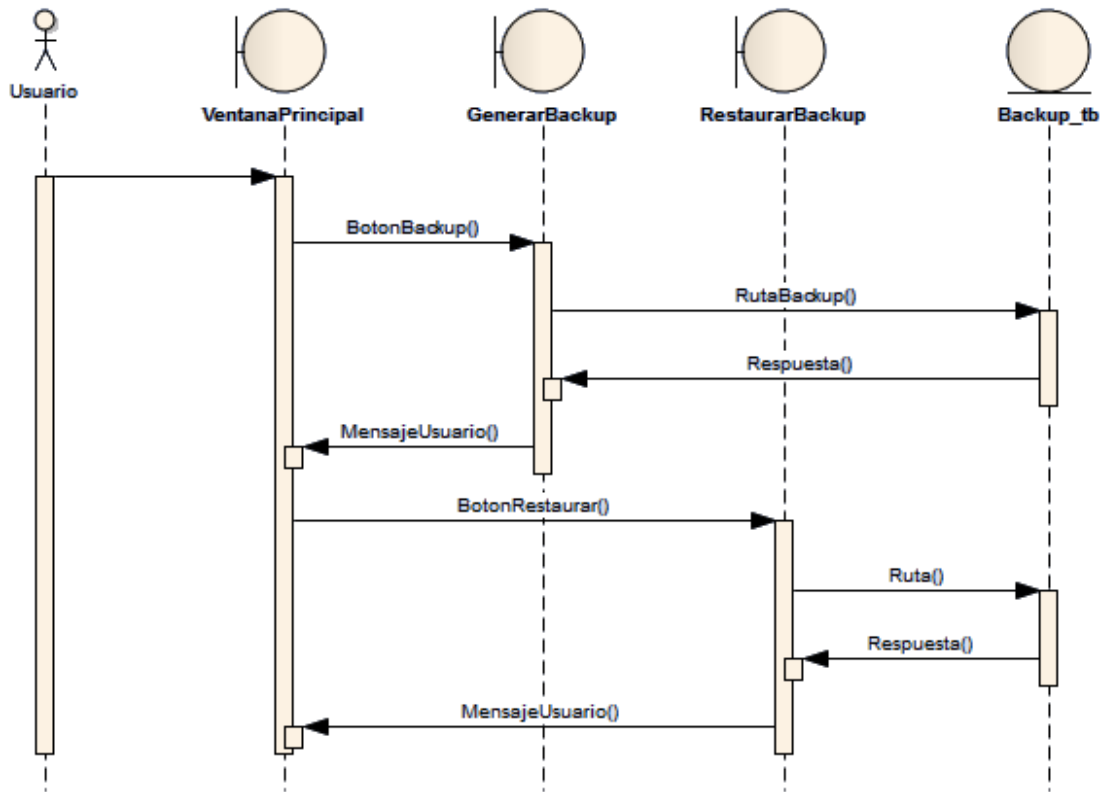 Usuario
VentanaPrincipal
GenerarBackup
RestaurarBackup
Backup_tb
BotonBackup()
RutaBackup()
Respuesta()
MensajeUsuario()
BotonRestaurar()
Ruta()
Respuesta()
MensajeUsuario()